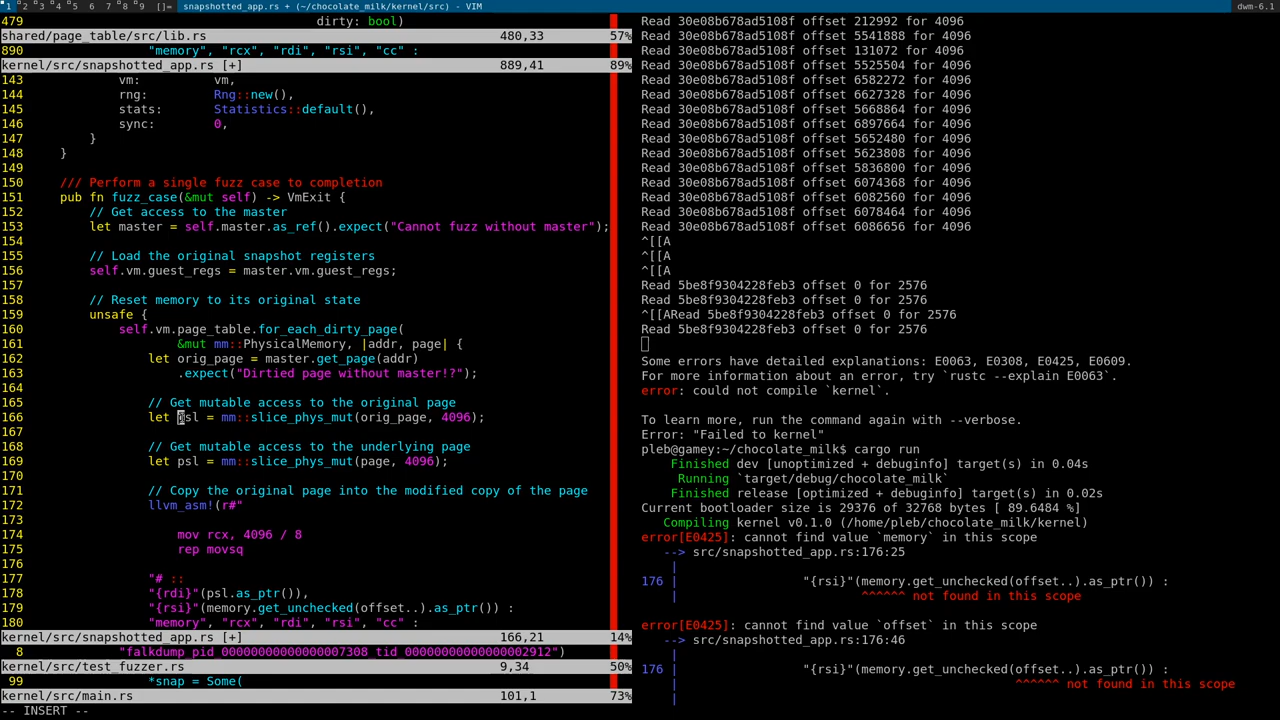 1 2 3 4 5 6 7 8 9 []= snapshotted_app.rs + (~/chocolate_milk/kernel/src) - VIM dwm-6.1
479 dirty: bool)
shared/page_table/src/lib.rs 480,33 57%
890 "memory", "rcx", "rdi", "rsi", "cc" :
kernel/src/snapshotted_app.rs [+] 889,41 89%
143 vm: vm,
144 rng: Rng::new(),
145 stats: Statistics::default(),
146 sync: 0,
147 }
148 }
149
150 /// Perform a single fuzz case to completion
151 pub fn fuzz_case(&mut self) -> VmExit {
152 // Get access to the master
153 let master = self.master.as_ref().expect("Cannot fuzz without master");
154
155 // Load the original snapshot registers
156 self.vm.guest_regs = master.vm.guest_regs;
157
158 // Reset memory to its original state
159 unsafe {
160 self.vm.page_table.for_each_dirty_page(
161 &mut mm::PhysicalMemory, |addr, page| {
162 let orig_page = master.get_page(addr)
163 .expect("Dirtied page without master!?");
164
165 // Get mutable access to the original page
166 let psl = mm::slice_phys_mut(orig_page, 4096);
167
168 // Get mutable access to the underlying page
169 let psl = mm::slice_phys_mut(page, 4096);
170
171 // Copy the original page into the modified copy of the page
172 llvm_asm!(r#"
173
174 mov rcx, 4096 / 8
175 rep movsq
176
177 "# ::
178 "{rdi}"(psl.as_ptr()),
179 "{rsi}"(memory.get_unchecked(offset..).as_ptr()) :
180 "memory", "rcx", "rdi", "rsi", "cc" :
kernel/src/snapshotted_app.rs [+] 166,21 14%
8 "falkdump_pid_00000000000000007308_tid_00000000000000002912")
kernel/src/test_fuzzer.rs 9,34 50%
99 *snap = Some(
kernel/src/main.rs 101,1 73%
-- INSERT --
Read 30e08b678ad5108f offset 212992 for 4096
Read 30e08b678ad5108f offset 5541888 for 4096
Read 30e08b678ad5108f offset 131072 for 4096
Read 30e08b678ad5108f offset 5525504 for 4096
Read 30e08b678ad5108f offset 6582272 for 4096
Read 30e08b678ad5108f offset 6627328 for 4096
Read 30e08b678ad5108f offset 5668864 for 4096
Read 30e08b678ad5108f offset 6897664 for 4096
Read 30e08b678ad5108f offset 5652480 for 4096
Read 30e08b678ad5108f offset 5623808 for 4096
Read 30e08b678ad5108f offset 5836800 for 4096
Read 30e08b678ad5108f offset 6074368 for 4096
Read 30e08b678ad5108f offset 6082560 for 4096
Read 30e08b678ad5108f offset 6078464 for 4096
Read 30e08b678ad5108f offset 6086656 for 4096
^[[A
^[[A
^[[A
Read 5be8f9304228feb3 offset 0 for 2576
Read 5be8f9304228feb3 offset 0 for 2576
^[[ARead 5be8f9304228feb3 offset 0 for 2576
Read 5be8f9304228feb3 offset 0 for 2576
Some errors have detailed explanations: E0063, E0308, E0425, E0609.
For more information about an error, try `rustc --explain E0063`.
error: could not compile `kernel`.

To learn more, run the command again with --verbose.
Error: "Failed to kernel"
pleb@gamey:~/chocolate_milk$ cargo run
Finished dev [unoptimized + debuginfo] target(s) in 0.04s
Running `target/debug/chocolate_milk`
Finished release [optimized + debuginfo] target(s) in 0.02s
Current bootloader size is 29376 of 32768 bytes [ 89.6484 %]
Compiling kernel v0.1.0 (/home/pleb/chocolate_milk/kernel)
error[E0425]: cannot find value `memory` in this scope
--> src/snapshotted_app.rs:176:25
|
176 | "{rsi}"(memory.get_unchecked(offset..).as_ptr()) :
| ^^^^^^ not found in this scope

error[E0425]: cannot find value `offset` in this scope
--> src/snapshotted_app.rs:176:46
|
176 | "{rsi}"(memory.get_unchecked(offset..).as_ptr()) :
| ^^^^^^ not found in this scope
|